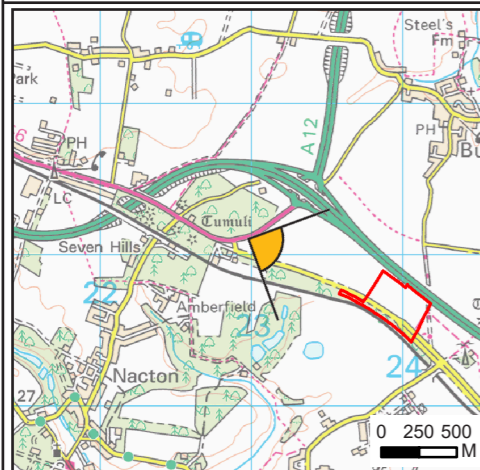 Steel's
Fm
Park
A 12
PH
Bu
6
PH
LC
Tumuli
Seven Hills
22
Amberfield
23
24
Nacton
27
0 250 500
M